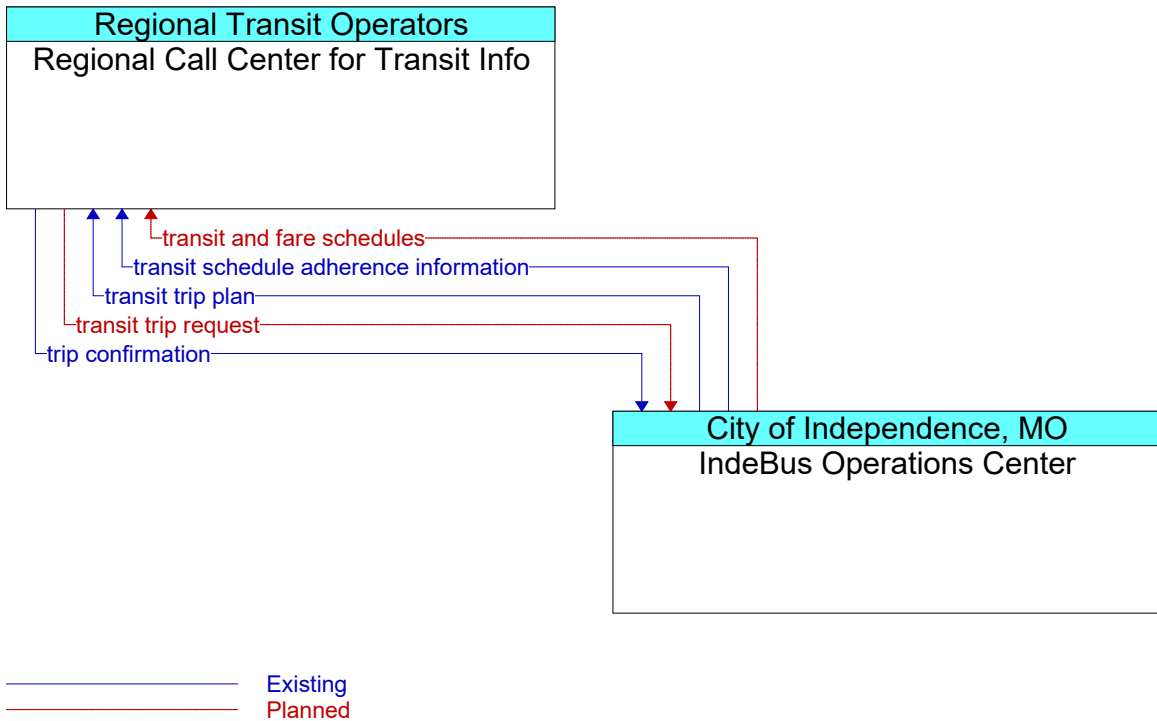 Regional Transit Operators
Regional Call Center for Transit Info
transit and fare schedules
transit schedule adherence information
transit trip plan
transit trip request
trip confirmation
City of Independence, MO
IndeBus Operations Center
Existing
Planned